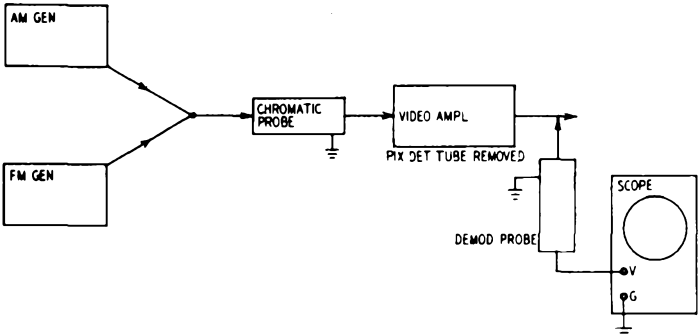 AM GEN
FM GEN
CHROMATIC
PROBE
VIDEO AMPL
PIX DET TUBE REMOVED
DEMOD PROBE
SCOPE
V
G